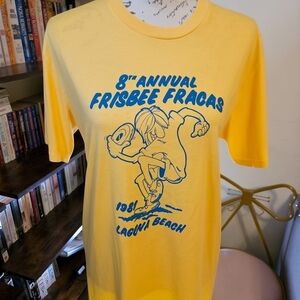 8TH ANNUAL
FRISBEE FRACAS
1981
LAGUNA BEACH